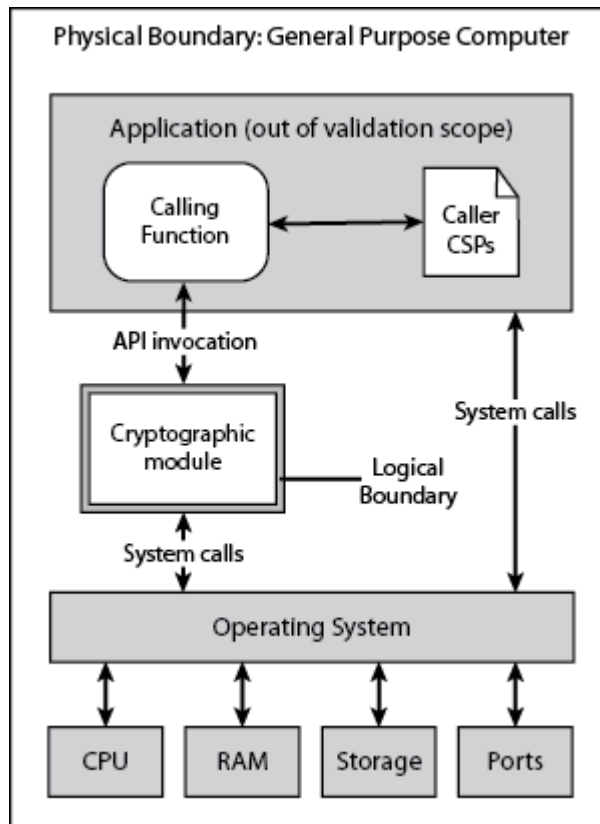 Physical Boundary: General Purpose Computer
Application (out of validation scope)
Calling
Function
Caller
CSPs
API invocation
Cryptographic
module
System calls
Logical
Boundary
System calls
Operating System
CPU
RAM
Storage
Ports